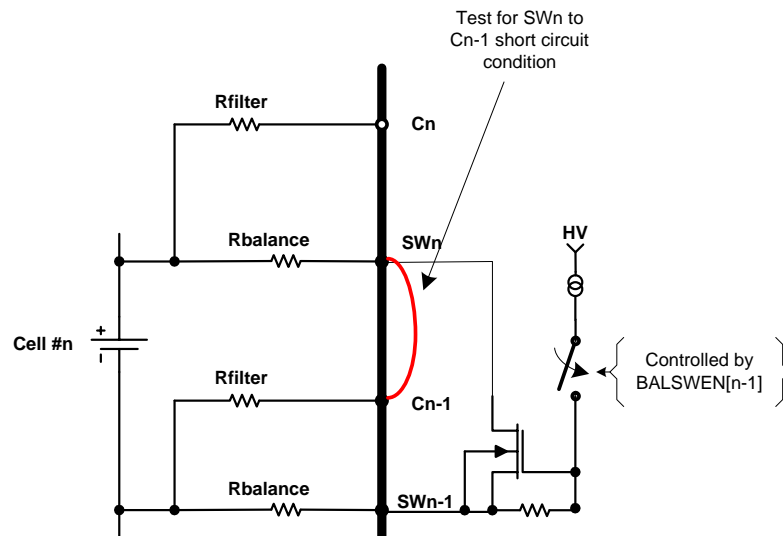 Test for SWn to
Cn-1 short circuit
condition
Rfilter
Cn
Rbalance
SWn
HV
Cell #n
+
Rfilter
Controlled by
BALSWEN[n-1]
Cn-1
Rbalance
SWn-1